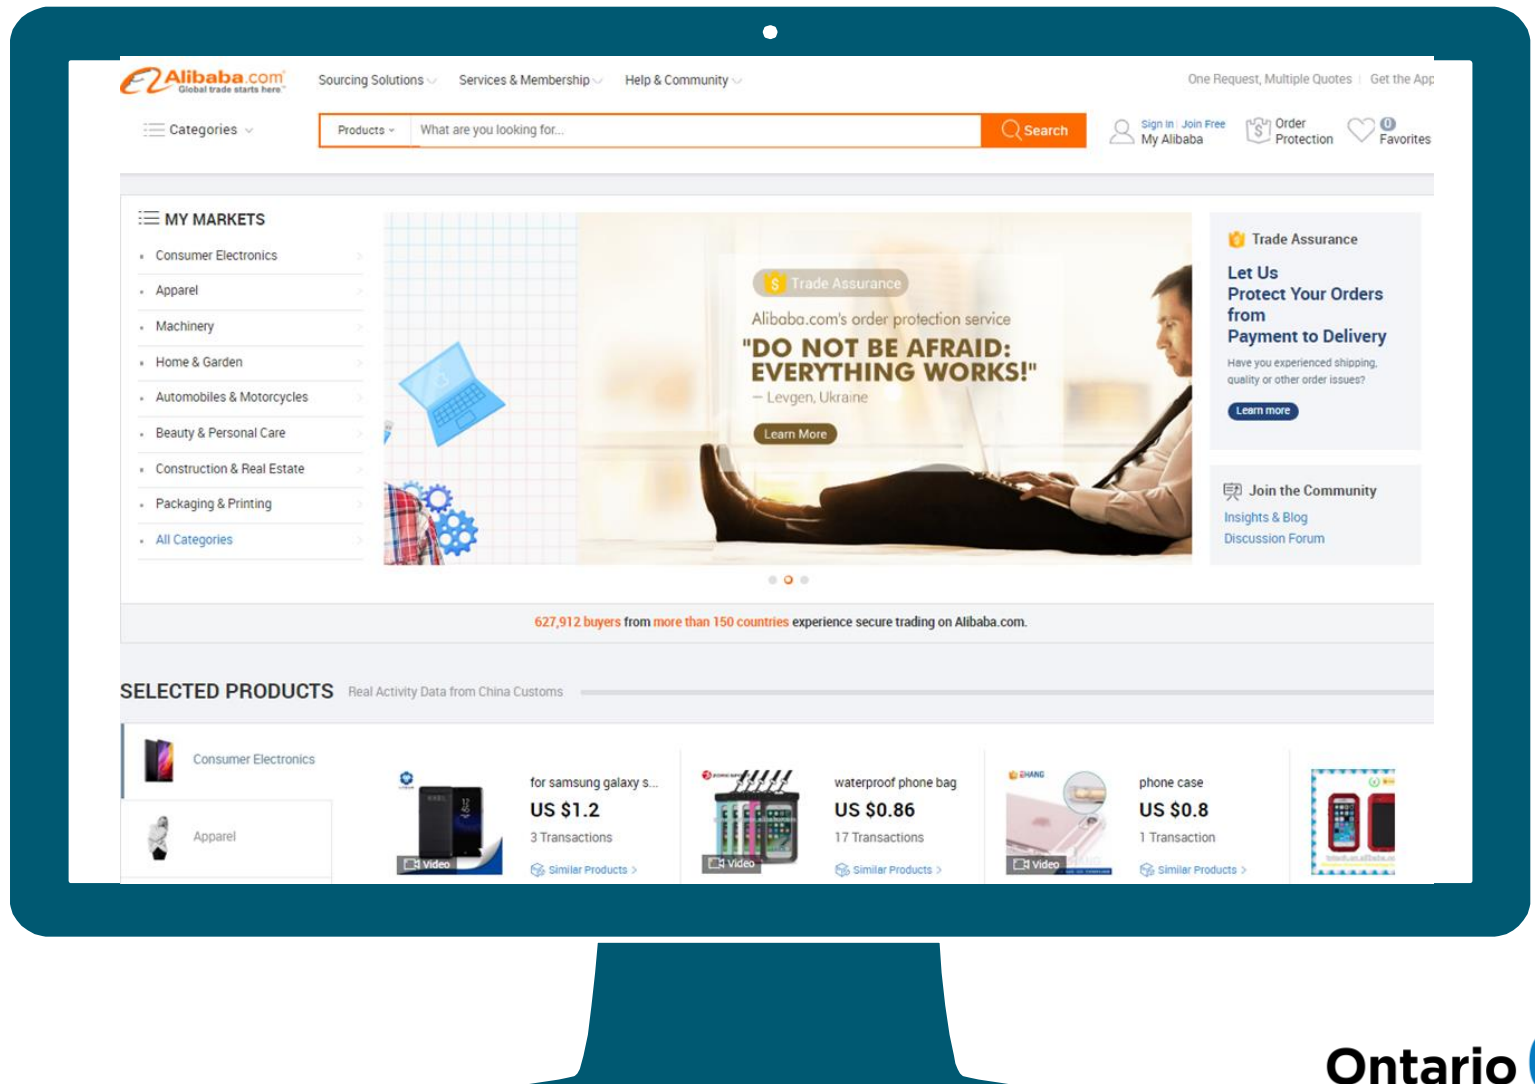 Alibaba.com
Global trade starts here™
Sourcing Solutions
Services & Membership
Help & Community
One Request, Multiple Quotes
Get the App
Categories
Products
What are you looking for...
Search
Sign In
Join Free
My Alibaba
Order
Protection
0
Favorites
MY MARKETS
Consumer Electronics
Apparel
Machinery
Home & Garden
Automobiles & Motorcycles
Beauty & Personal Care
Construction & Real Estate
Packaging & Printing
All Categories
Trade Assurance
Alibaba.com's order protection service
"DO NOT BE AFRAID:
EVERYTHING WORKS!"
— Levgen, Ukraine
Learn More
Trade Assurance
Let Us
Protect Your Orders
from
Payment to Delivery
Have you experienced shipping,
quality or other order issues?
Learn more
Join the Community
Insights & Blog
Discussion Forum
627,912 buyers from more than 150 countries experience secure trading on Alibaba.com.
SELECTED PRODUCTS
Real Activity Data from China Customs
Consumer Electronics
Apparel
Video
for samsung galaxy s...
US $1.2
3 Transactions
Similar Products >
Video
waterproof phone bag
US $0.86
17 Transactions
Similar Products >
Video
phone case
US $0.8
1 Transaction
Similar Products >
Ontario